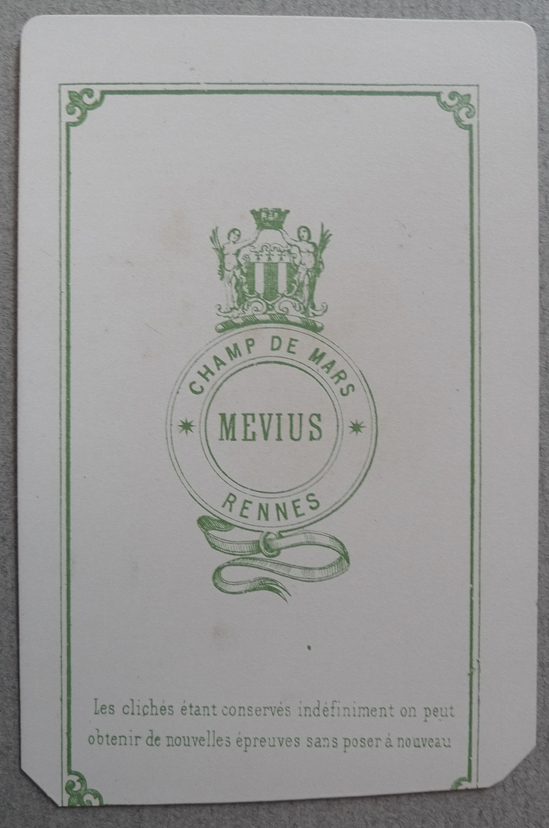 CHAMP DE MARS
MEVIUS
RENNES
Les clichés étant conservés indéfiniment on peut
obtenir de nouvelles épreuves sans poser à nouveau